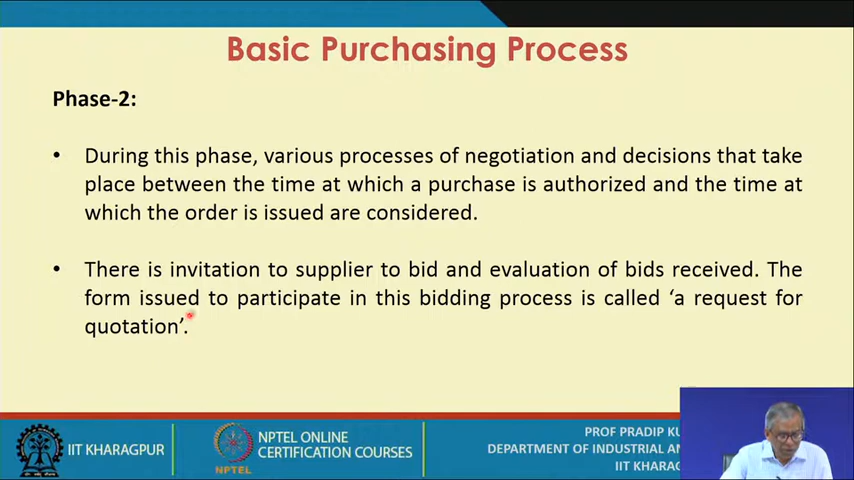 Basic Purchasing Process
Phase-2:
• During this phase, various processes of negotiation and decisions that take
place between the time at which a purchase is authorized and the time at
which the order is issued are considered.
• There is invitation to supplier to bid and evaluation of bids received. The
form issued to participate in this bidding process is called ‘a request for
quotation’.
IIT KHARAGPUR
NPTEL
NPTEL ONLINE
CERTIFICATION COURSES
PROF PRADIP KU
DEPARTMENT OF INDUSTRIAL AN
IIT KHARAG